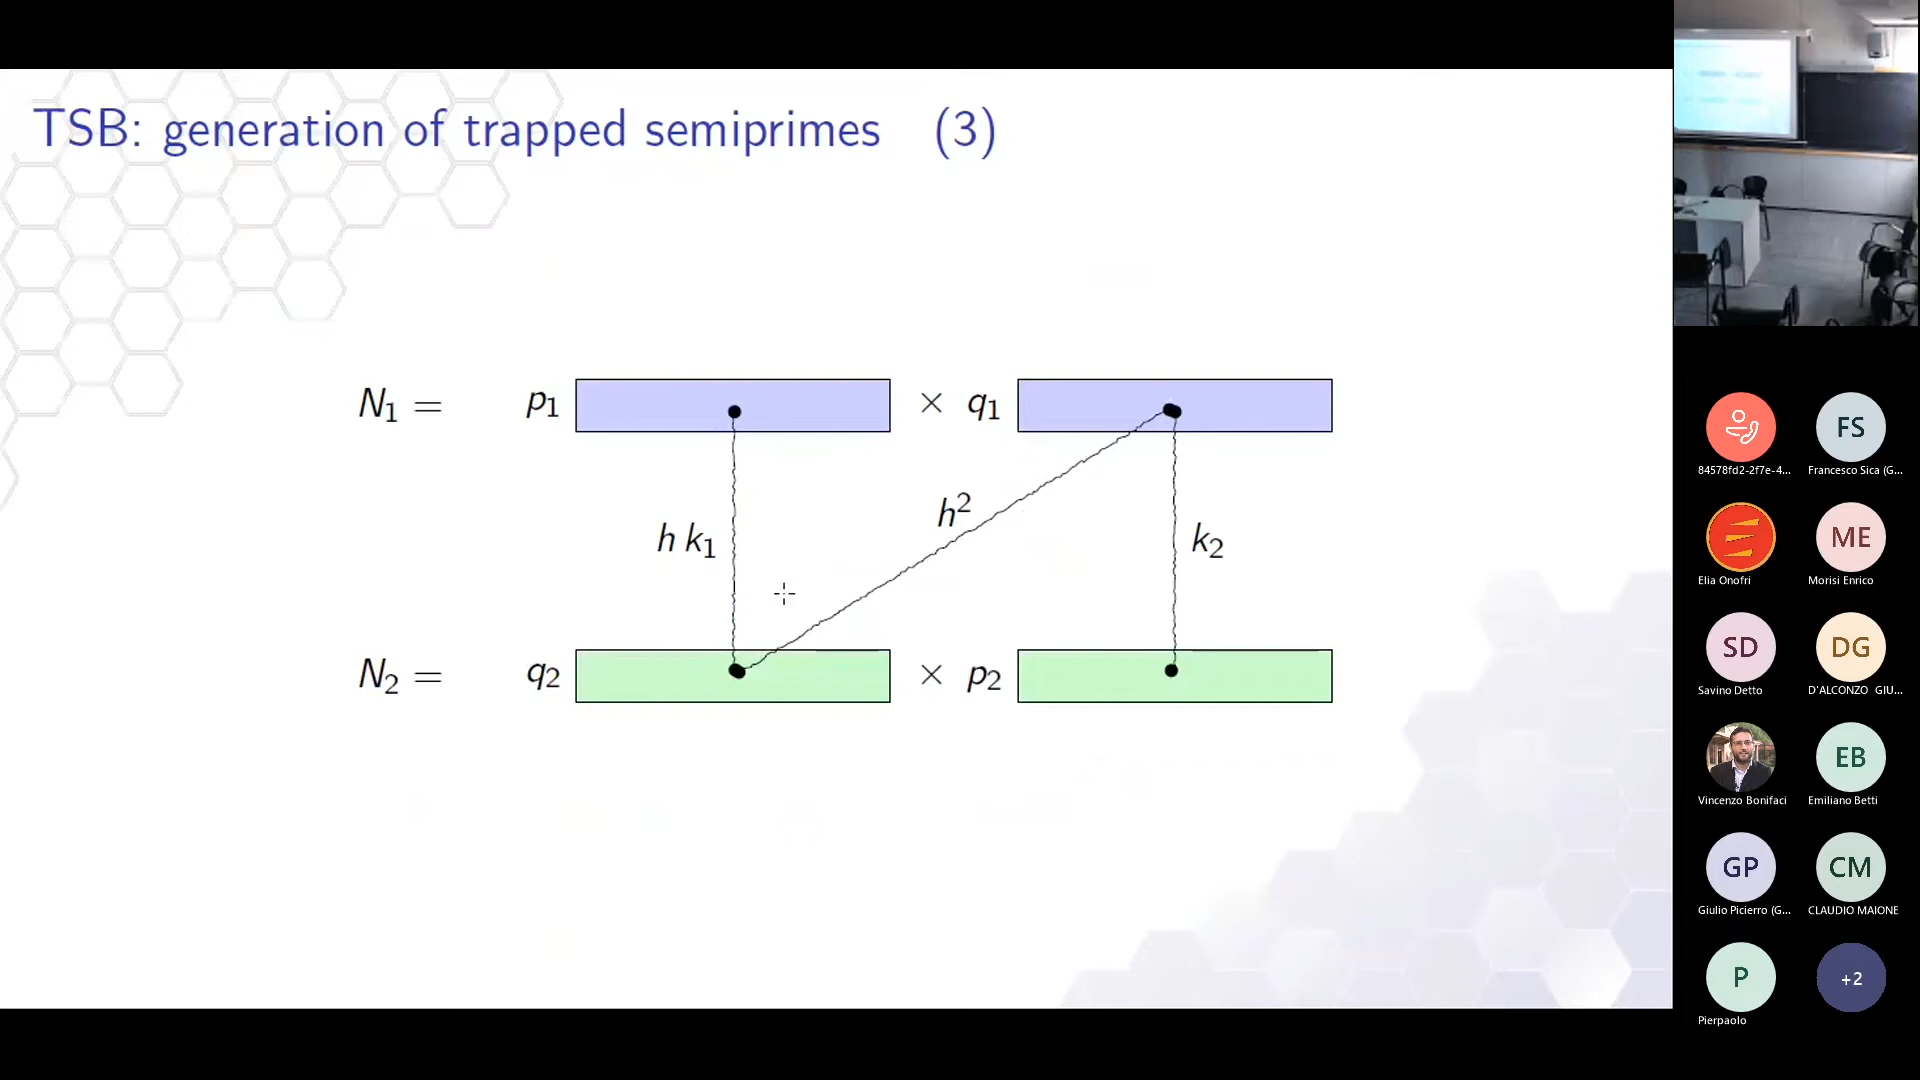 TSB: generation of trapped semiprimes (3)
N₁ = p₁ × q₁
h²
h k₁
k₂
N₂ = q₂ × p₂
FS
84578fd2-2f7e-4...
Francesco Sica (G...
ME
Elia Onofri
Morisi Enrico
SD
DG
Savino Detto
D'ALCONZO GIU...
EB
Vincenzo Bonifaci
Emiliano Betti
GP
CM
Giulio Picierro (G...
CLAUDIO MAIONE
P
+2
Pierpaolo